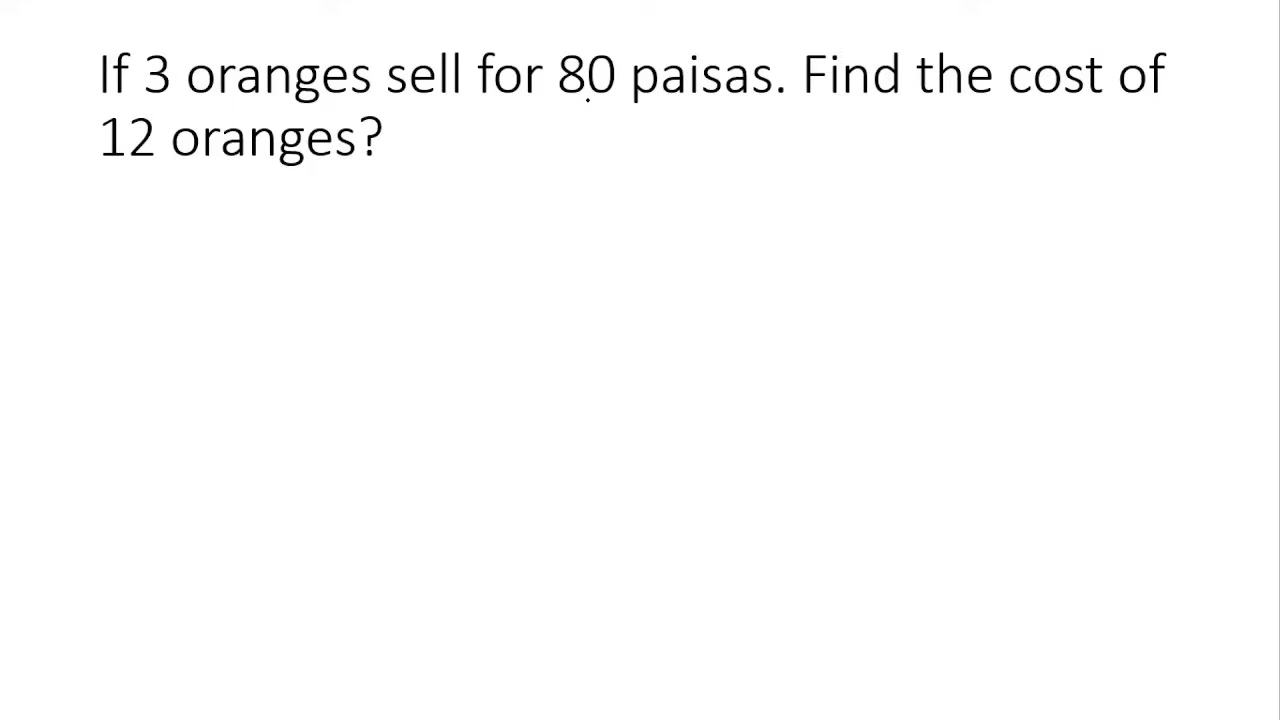 If 3 oranges sell for 80 paisas. Find the cost of
12 oranges?